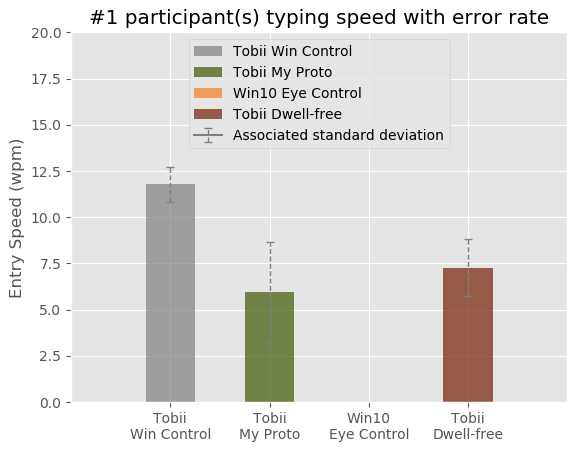 #1 participant(s) typing speed with error rate
20.0
17.5
15.0
12.5
10.0
7.5
5.0
2.5
0.0
Entry Speed (wpm)
Tobii Win Control
Tobii My Proto
Win10 Eye Control
Tobii Dwell-free
Associated standard deviation
Tobii
Win Control
Tobii
My Proto
Win10
Eye Control
Tobii
Dwell-free